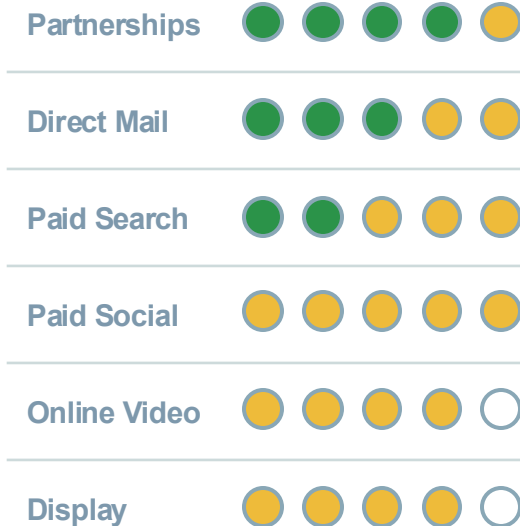 Partnerships
Direct Mail
Paid Search
Paid Social
Online Video
Display